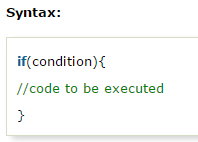 Syntax:
if(condition){
//code to be executed
}